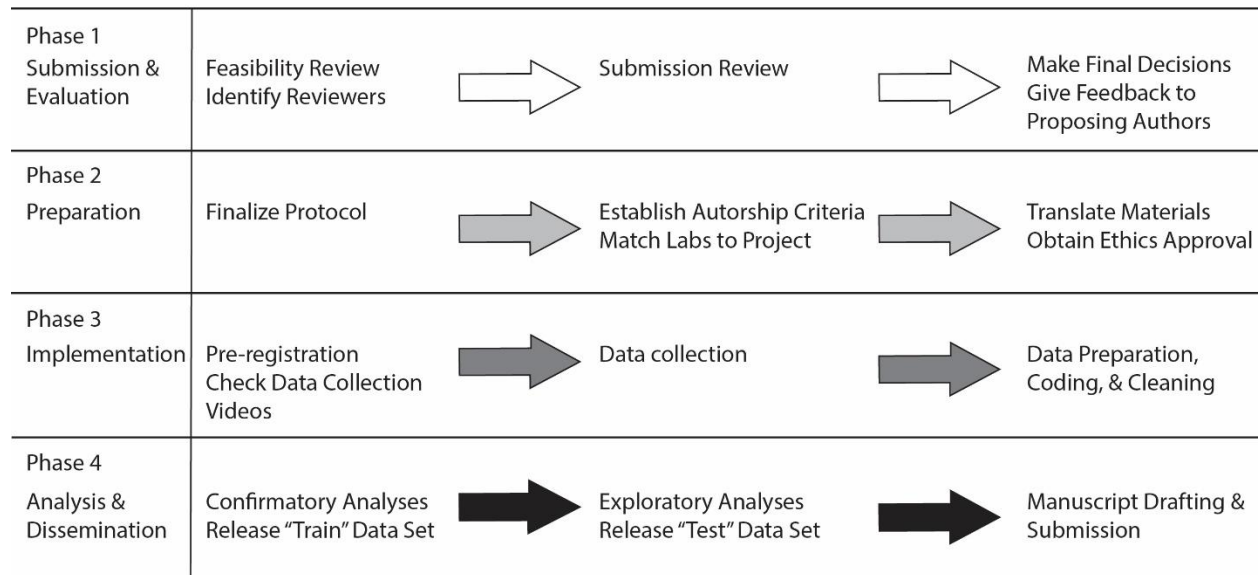 Phase 1
Submission &
Evaluation
Feasibility Review
Identify Reviewers
Submission Review
Make Final Decisions
Give Feedback to
Proposing Authors
Phase 2
Preparation
Finalize Protocol
Establish Autorship Criteria
Match Labs to Project
Translate Materials
Obtain Ethics Approval
Phase 3
Implementation
Pre-registration
Check Data Collection
Videos
Data collection
Data Preparation,
Coding, & Cleaning
Phase 4
Analysis &
Dissemination
Confirmatory Analyses
Release “Train” Data Set
Exploratory Analyses
Release “Test” Data Set
Manuscript Drafting &
Submission